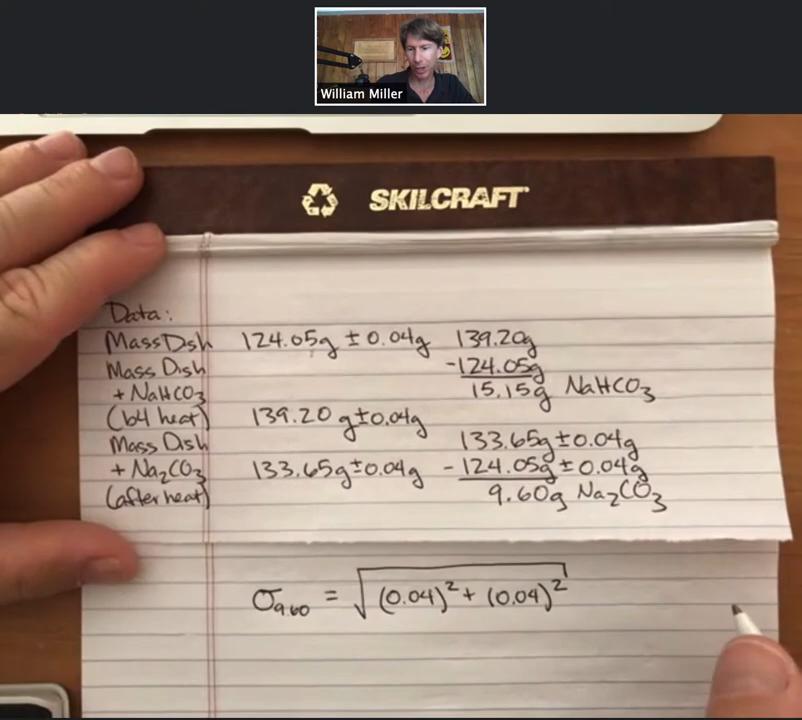 William Miller
SKILCRAFT
Data:
Mass Dish 124.05g ± 0.04g 139.20g
Mass Dish -124.05g
+ NaHCO3 15.15g NaHCO3
(b4 heat) 139.20 g±0.04g
Mass Dish 133.65g±0.04g
+ Na2CO3 133.65g±0.04g - 124.05g±0.04g
(after heat) 9.60g Na2CO3
σ9.60 = √(0.04)² + (0.04)²